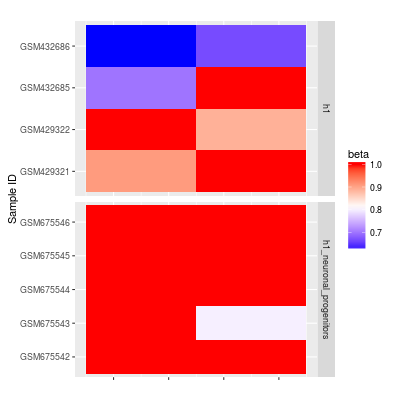 GSM432686
GSM432685
GSM429322
GSM429321
h1
GSM675546
GSM675545
GSM675544
GSM675543
GSM675542
h1_neuronal_progenitors
Sample ID
beta
1.0
0.9
0.8
0.7